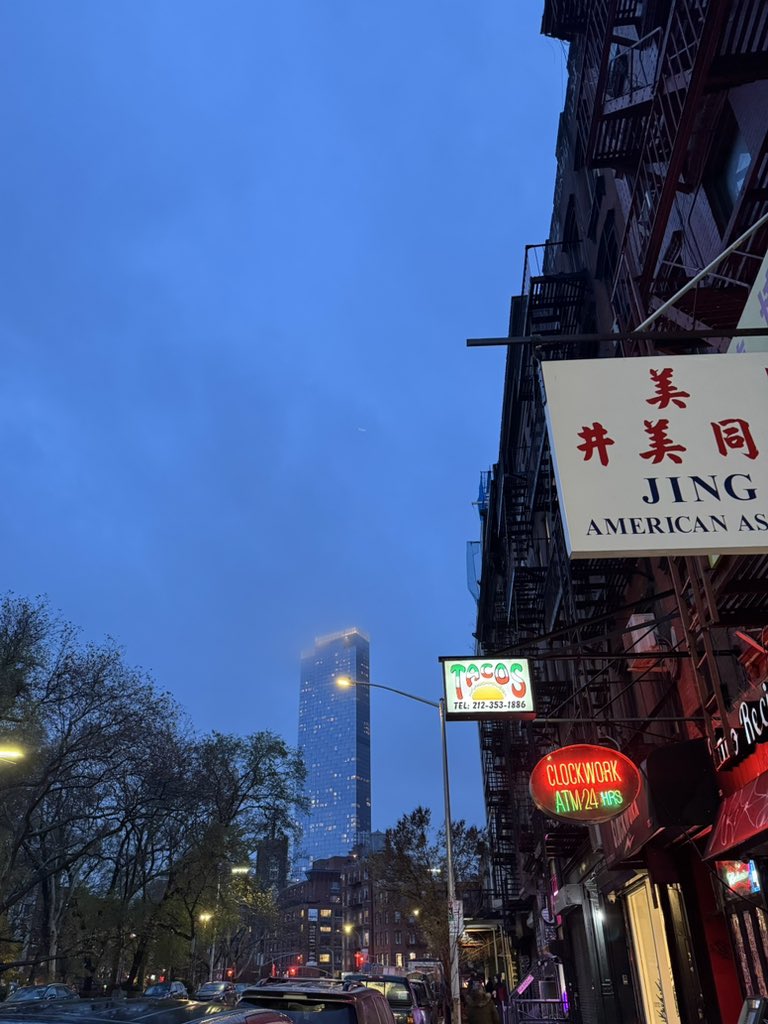 美
井美同
JING
AMERICAN AS
TACOS
TEL: 212-353-1886
CLOCKWORK
ATM/24 HRS